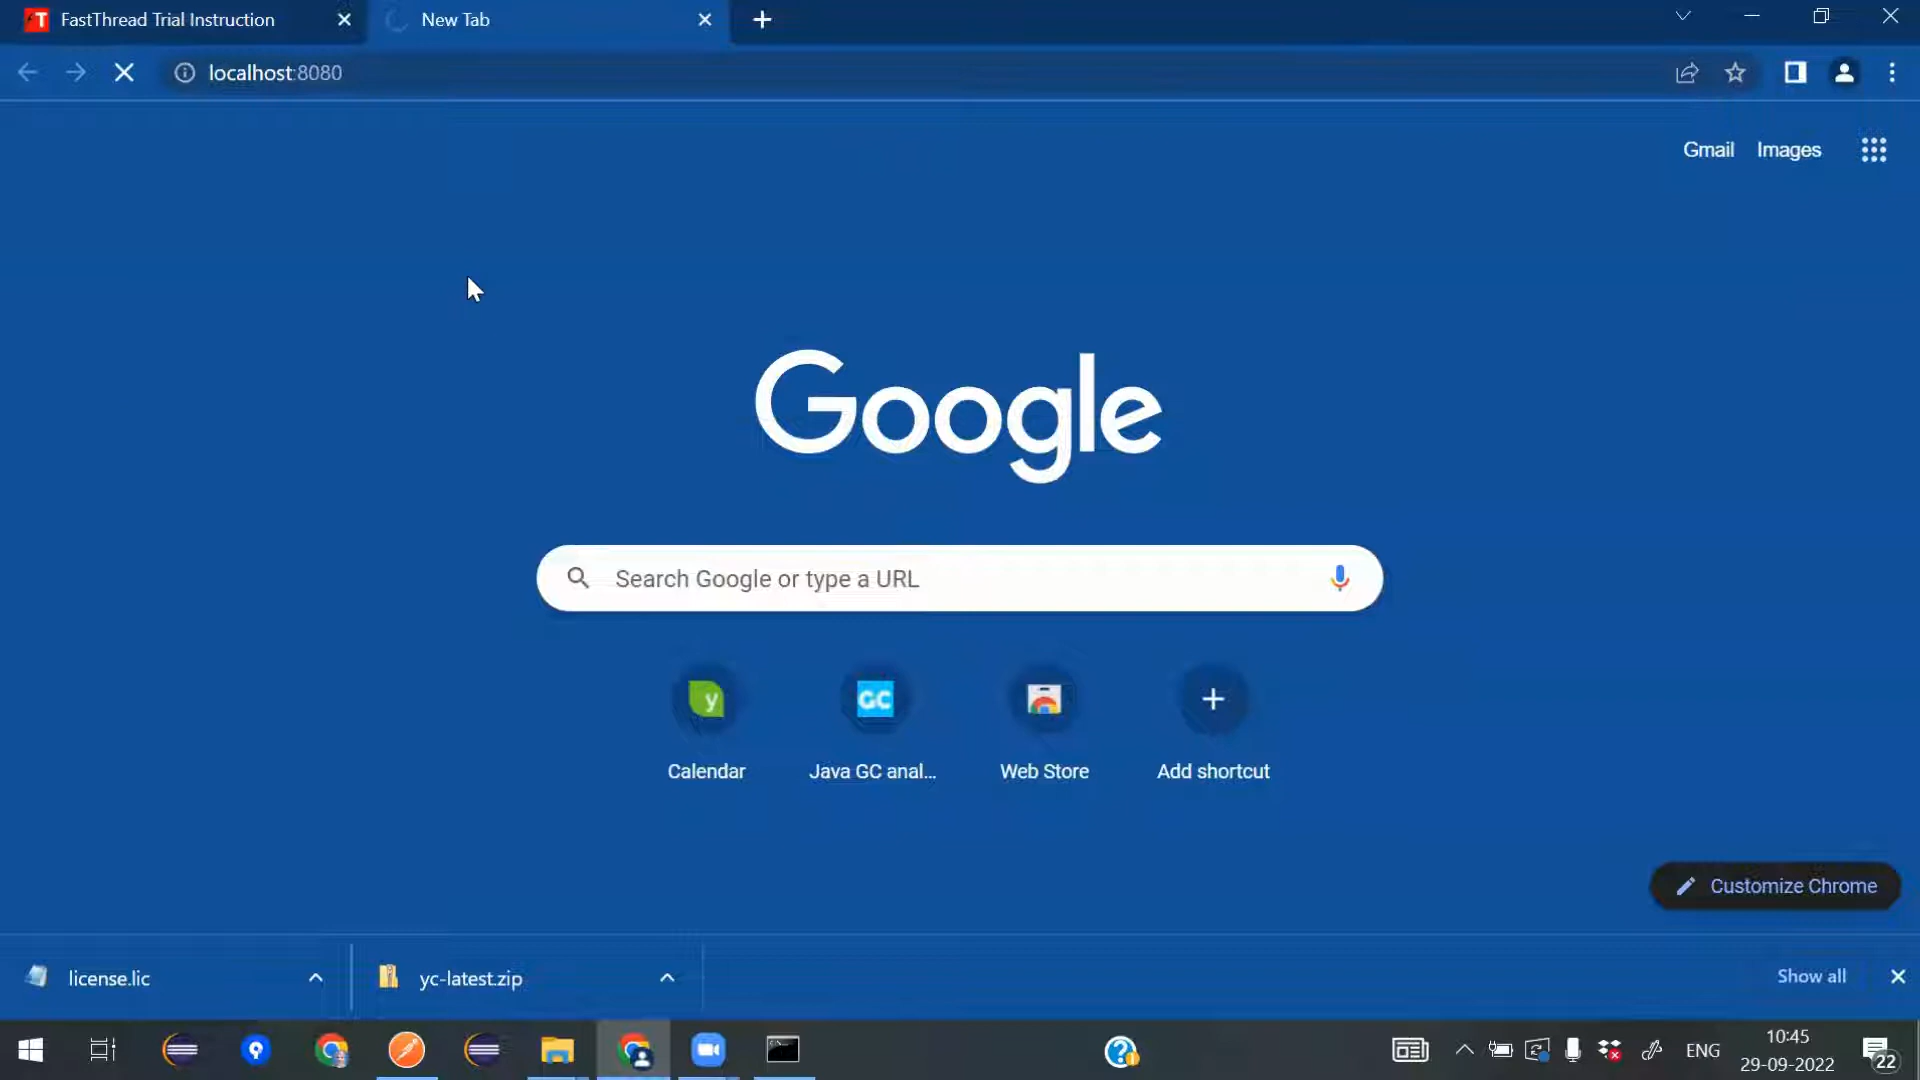 FastThread Trial Instruction
New Tab
localhost:8080
Gmail Images
Google
Search Google or type a URL
y
GC
Calendar
Java GC anal...
Web Store
Add shortcut
Customize Chrome
license.lic
yc-latest.zip
Show all
ENG
10:45
29-09-2022
22